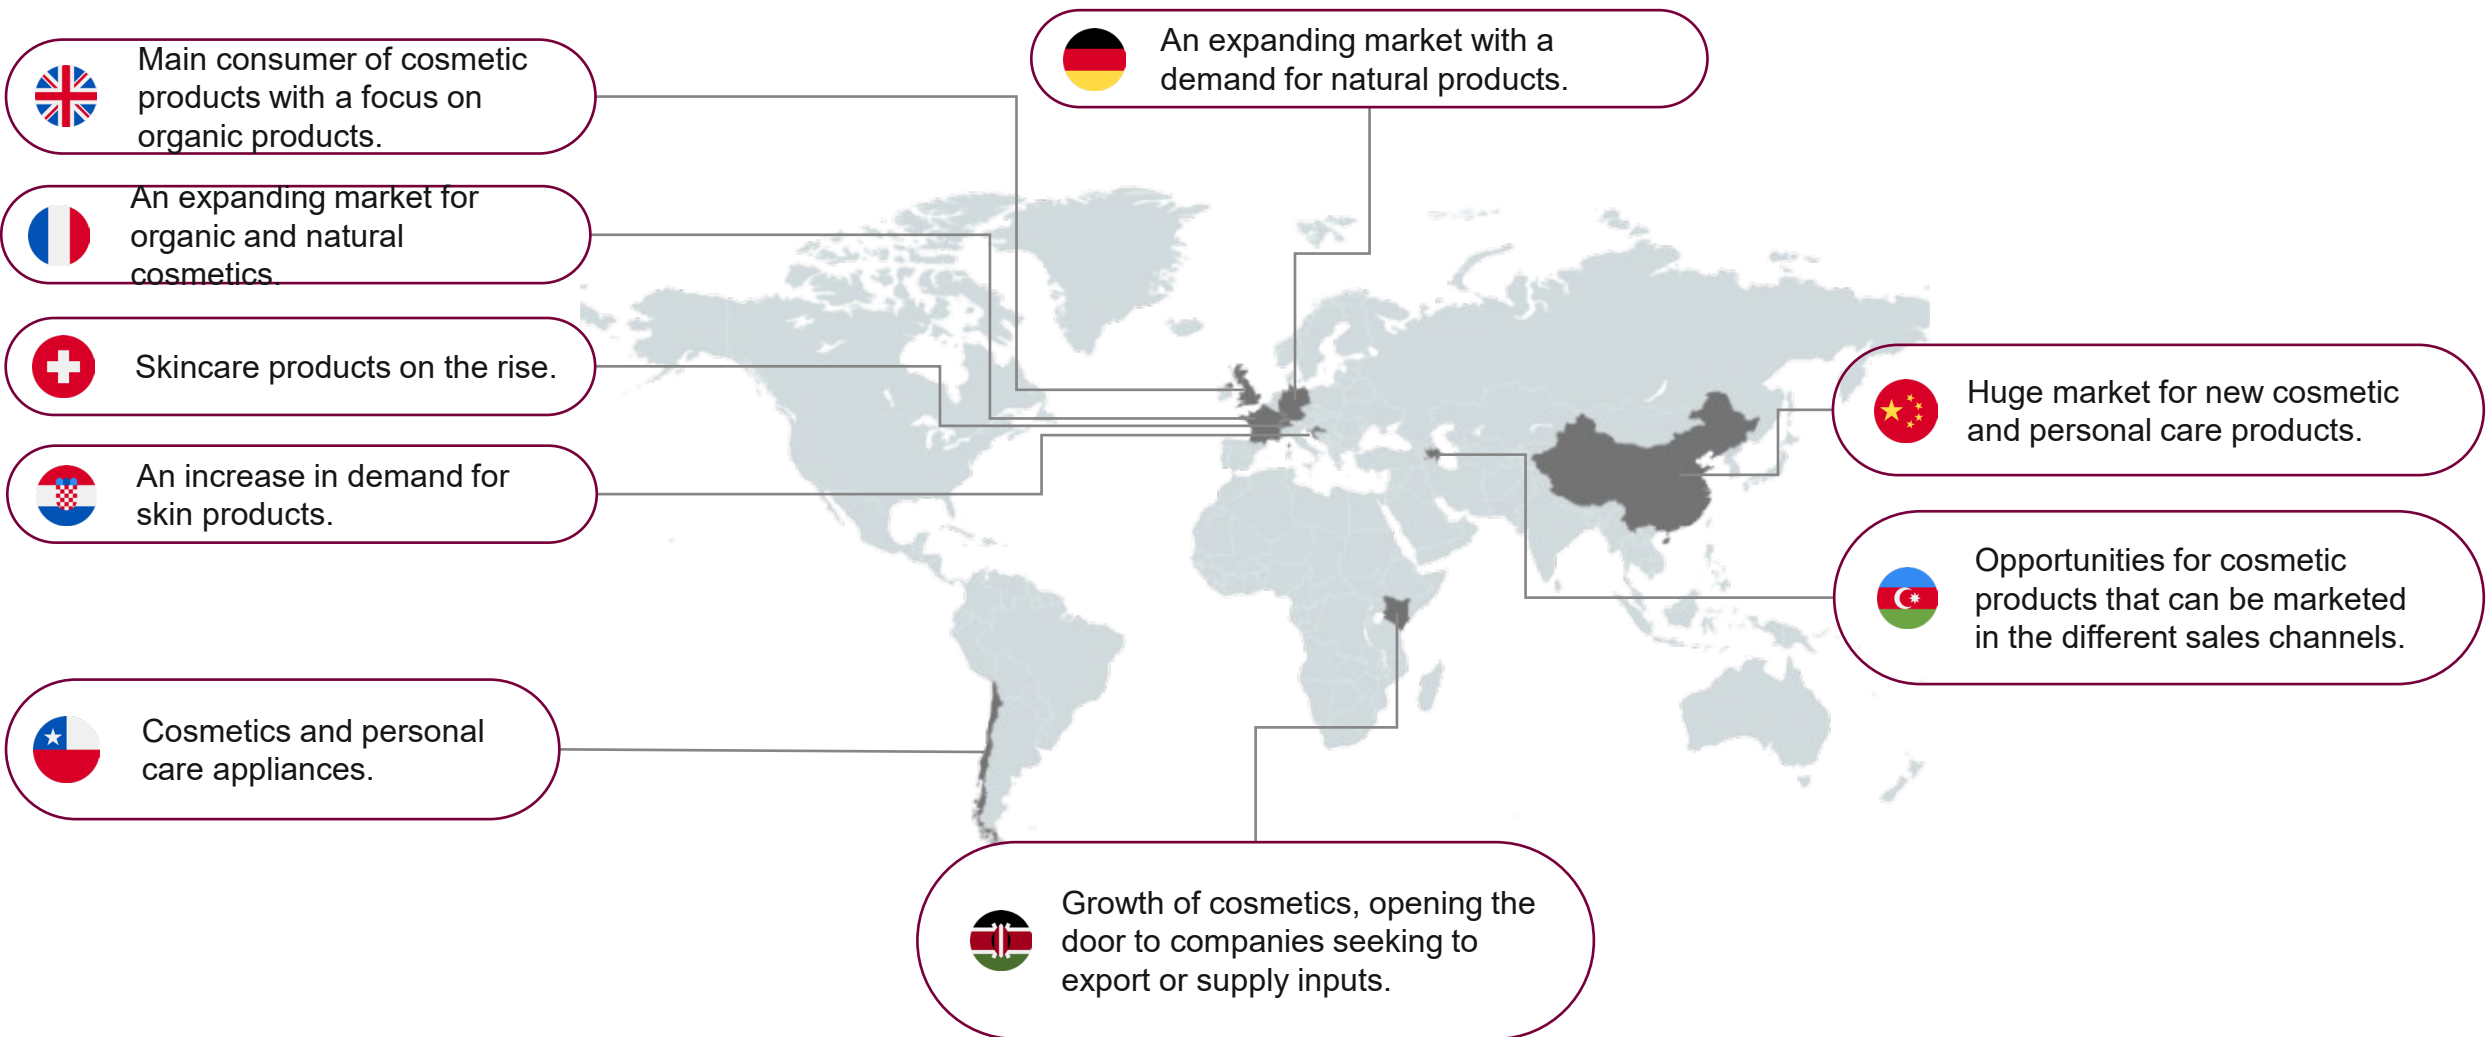 Main consumer of cosmetic
products with a focus on
organic products.
An expanding market with a
demand for natural products.
An expanding market for
organic and natural
cosmetics.
Skincare products on the rise.
An increase in demand for
skin products.
Huge market for new cosmetic
and personal care products.
Opportunities for cosmetic
products that can be marketed
in the different sales channels.
Cosmetics and personal
care appliances.
Growth of cosmetics, opening the
door to companies seeking to
export or supply inputs.